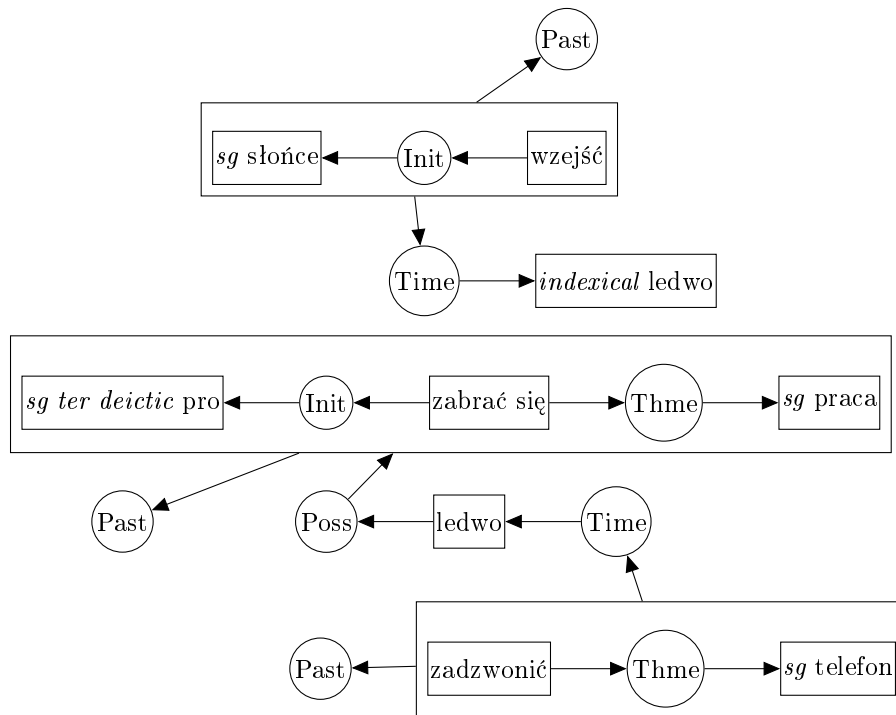 Past
sg słońce Init wzejść
Time indexical ledwo
sg ter deictic pro Init zabrać się Thme sg praca
Past Poss ledwo Time
Past zadzwonić Thme sg telefon